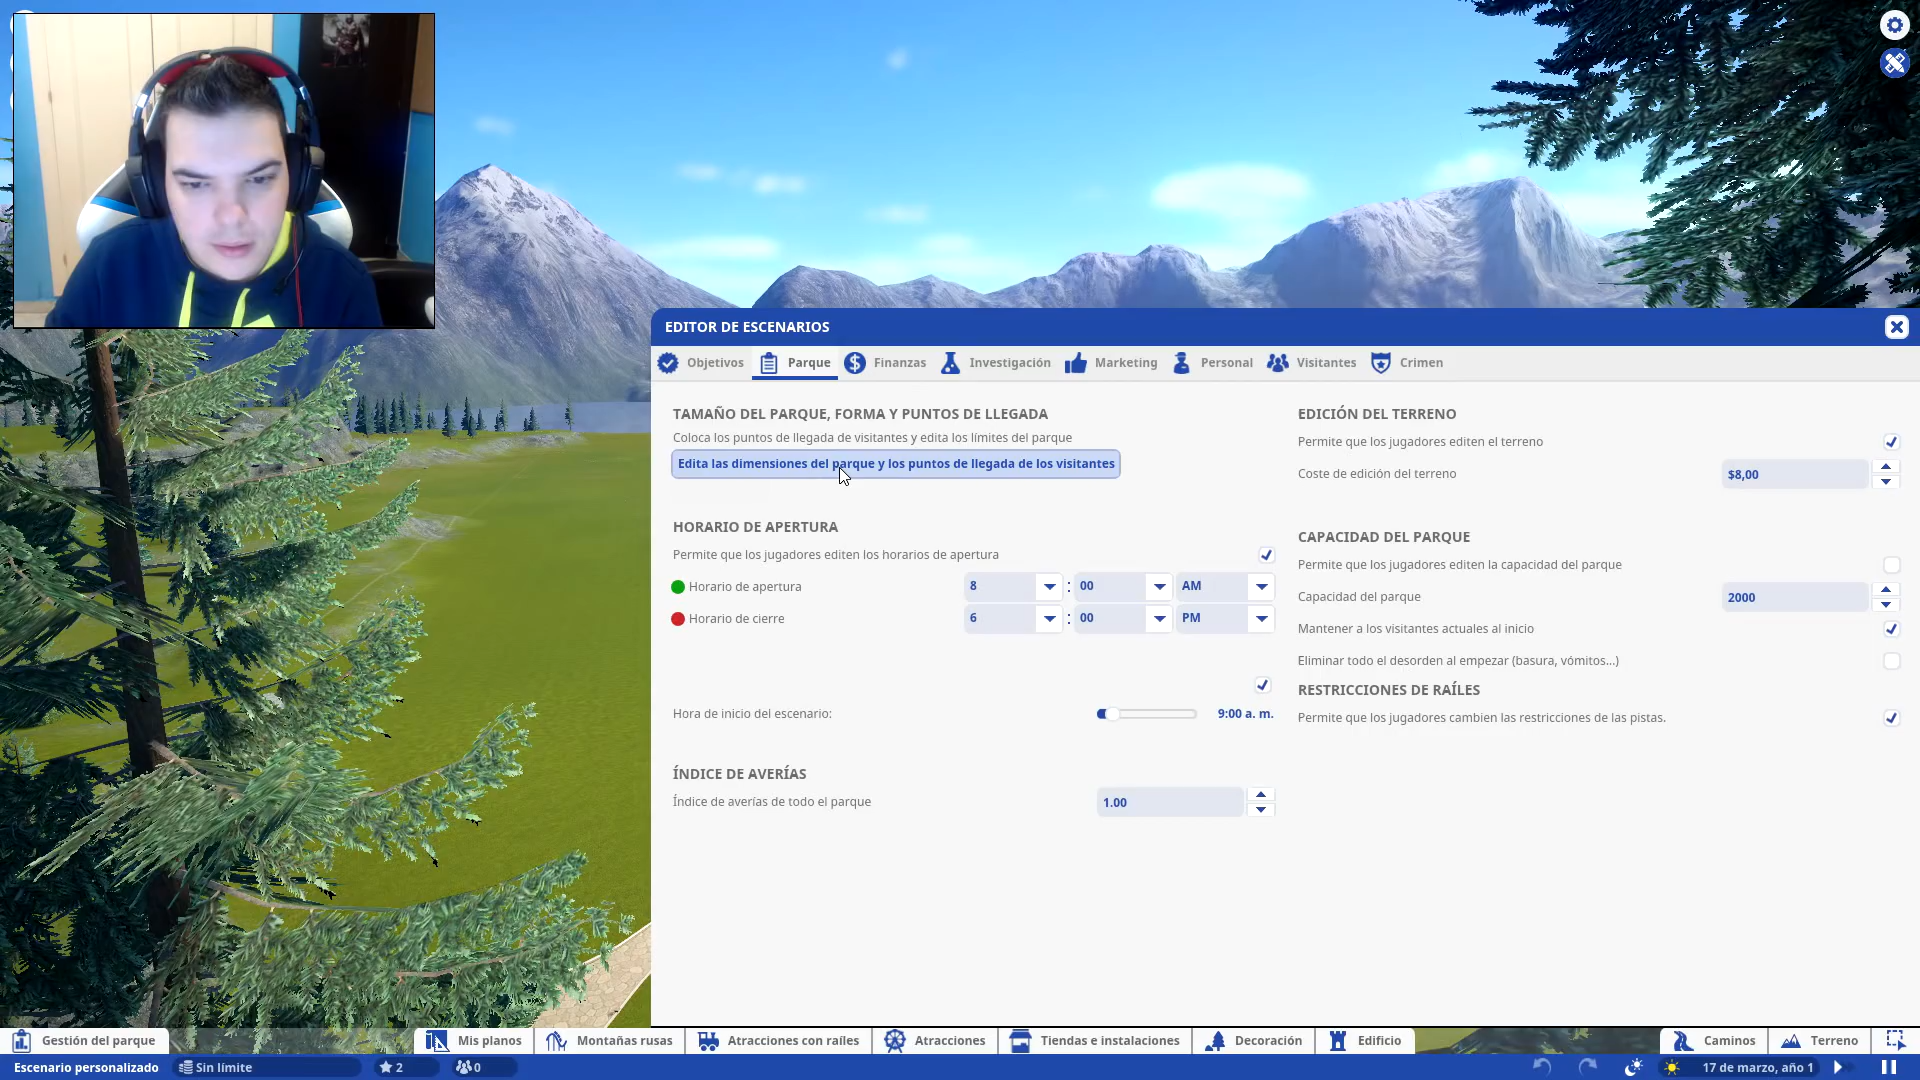 EDITOR DE ESCENARIOS
Objetivos Parque Finanzas Investigación Marketing Personal Visitantes Crimen
TAMAÑO DEL PARQUE, FORMA Y PUNTOS DE LLEGADA
Coloca los puntos de llegada de visitantes y edita los límites del parque
Edita las dimensiones del parque y los puntos de llegada de los visitantes
HORARIO DE APERTURA
Permite que los jugadores editen los horarios de apertura
Horario de apertura 8 : 00 AM
Horario de cierre 6 : 00 PM
Hora de inicio del escenario: 9:00 a. m.
ÍNDICE DE AVERÍAS
Índice de averías de todo el parque 1.00
EDICIÓN DEL TERRENO
Permite que los jugadores editen el terreno
Coste de edición del terreno $8,00
CAPACIDAD DEL PARQUE
Permite que los jugadores editen la capacidad del parque
Capacidad del parque 2000
Mantener a los visitantes actuales al inicio
Eliminar todo el desorden al empezar (basura, vómitos...)
RESTRICCIONES DE RAÍLES
Permite que los jugadores cambien las restricciones de las pistas.
Gestión del parque Mis planos Montañas rusas Atracciones con raíles Atracciones Tiendas e instalaciones Decoración Edificio Caminos Terreno
Escenario personalizado Sin límite 2 0 17 de marzo, año 1